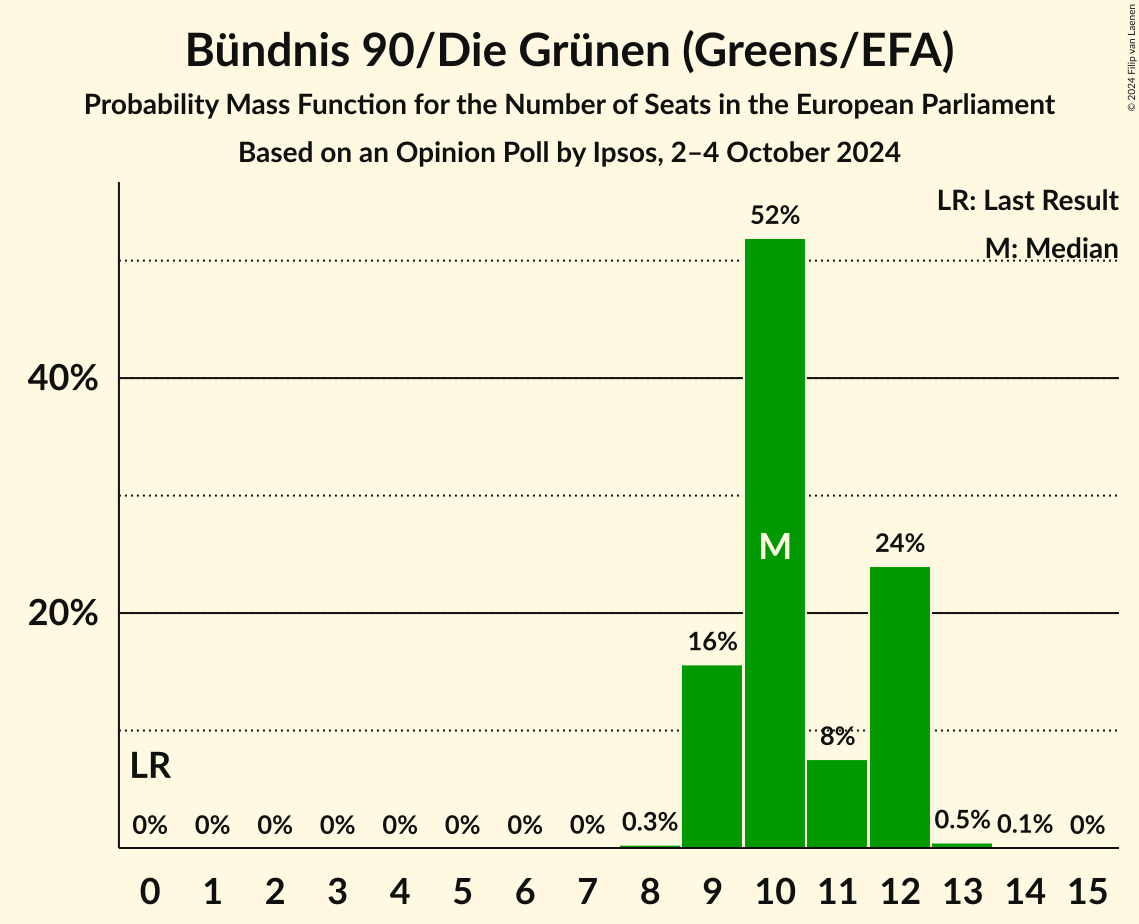 Bündnis 90/Die Grünen (Greens/EFA)
Probability Mass Function for the Number of Seats in the European Parliament
Based on an Opinion Poll by Ipsos, 2–4 October 2024
© 2024 Filip van Laenen
LR: Last Result
M: Median
52%
40%
M
24%
20%
16%
8%
LR
0% 0% 0% 0% 0% 0% 0% 0% 0.3% 0.5% 0.1% 0%
0 1 2 3 4 5 6 7 8 9 10 11 12 13 14 15